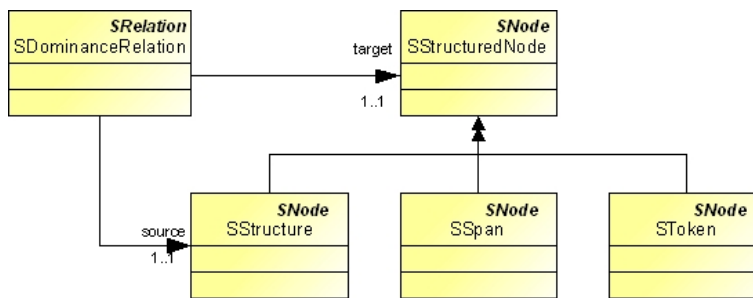 SRelation
SDominanceRelation
SNode
SStructuredNode
target
1..1
SNode
SStructure
SNode
SSpan
SNode
SToken
source
1..1